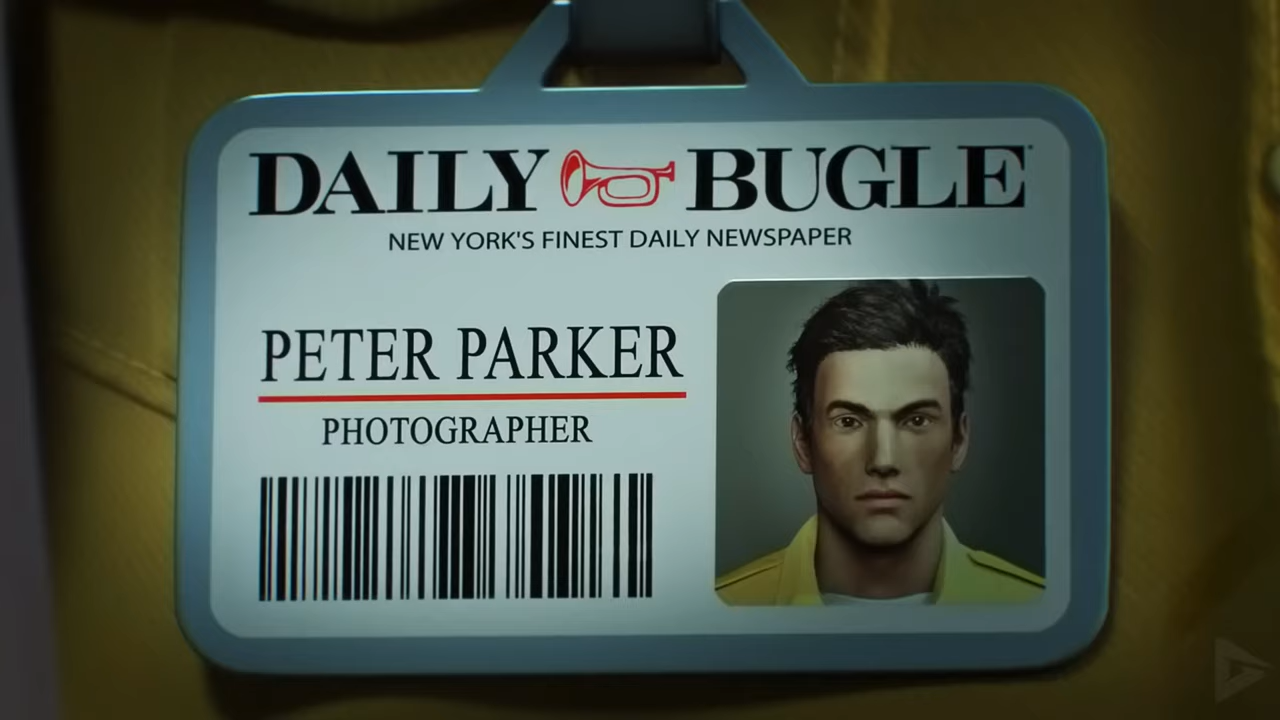 DAILY BUGLE
NEW YORK'S FINEST DAILY NEWSPAPER
PETER PARKER
PHOTOGRAPHER